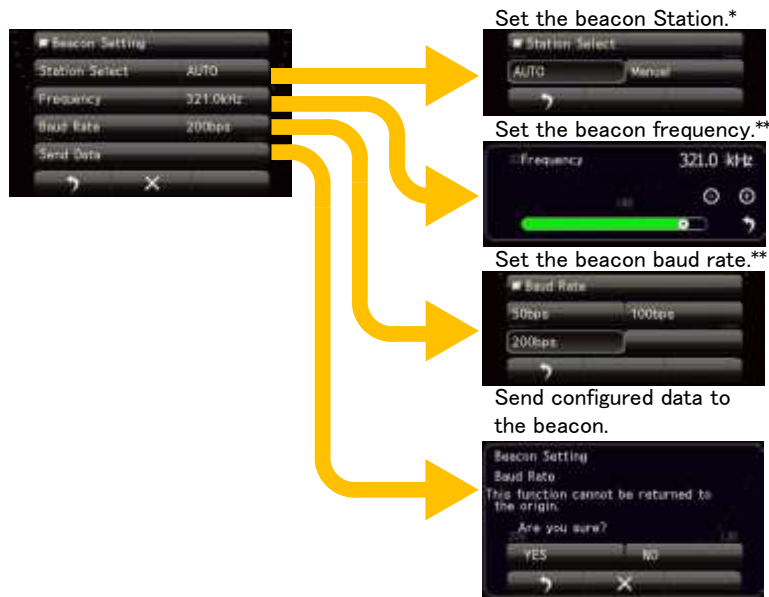 Beacon Setting
Station Select AUTO
Frequency 321.0kHz
Baud Rate 200bps
Send Data
Set the beacon Station.*
Station Select
AUTO Manual
Set the beacon frequency.**
Frequency 321.0 kHz
Set the beacon baud rate.**
Baud Rate
50bps 100bps
200bps
Send configured data to
the beacon.
Beacon Setting
Baud Rate
This function cannot be returned to
the origin.
Are you sure?
YES NO